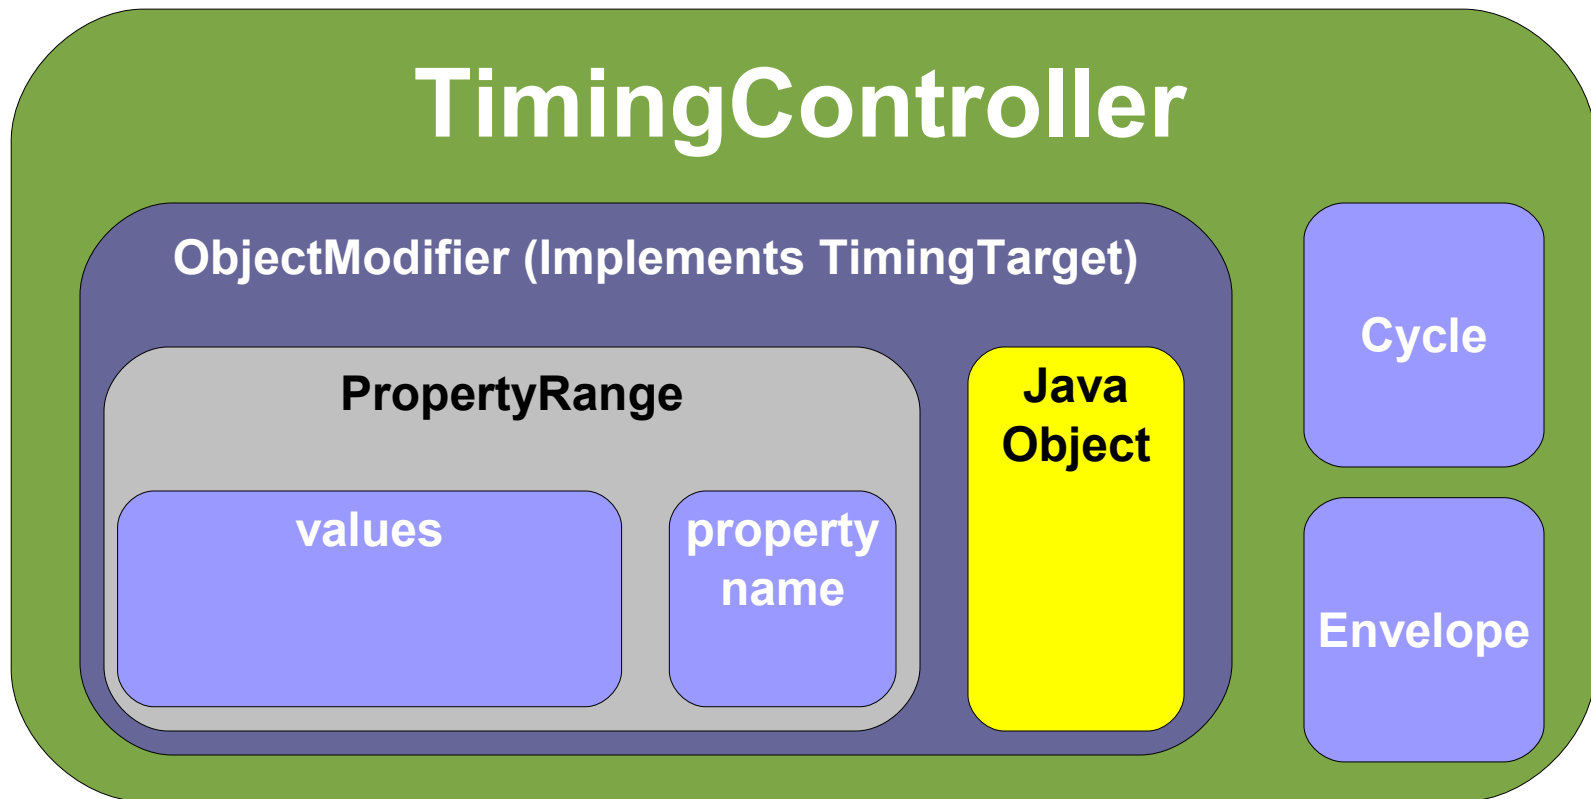 TimingController
ObjectModifier (Implements TimingTarget)
Cycle
PropertyRange
Java
Object
values
property
name
Envelope